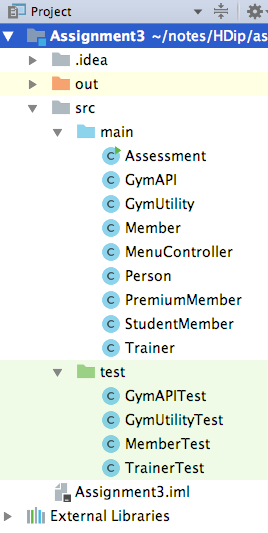 Project
Assignment3 ~/notes/HDip/as
.idea
out
src
main
Assessment
GymAPI
GymUtility
Member
MenuController
Person
PremiumMember
StudentMember
Trainer
test
GymAPITest
GymUtilityTest
MemberTest
TrainerTest
Assignment3.iml
External Libraries